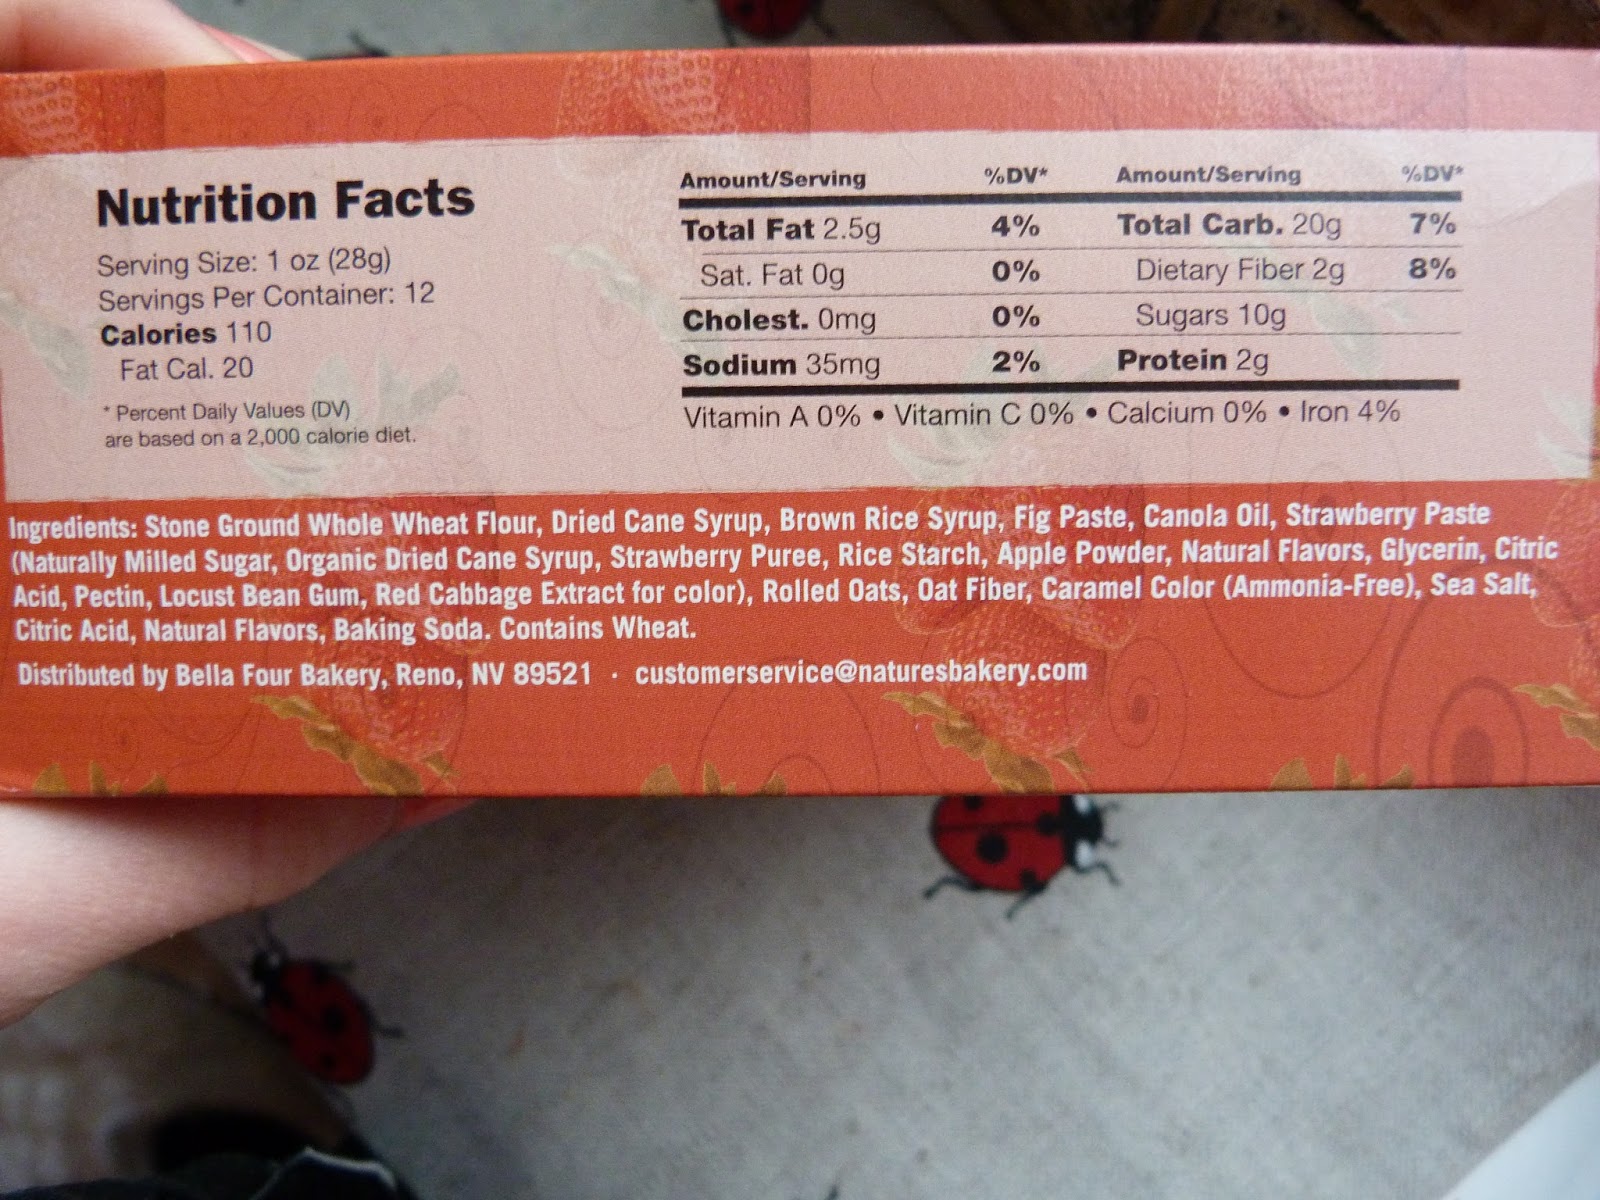 Nutrition Facts
Serving Size: 1 oz (28g)
Servings Per Container: 12
Calories 110
Fat Cal. 20
* Percent Daily Values (DV)
are based on a 2,000 calorie diet.
Amount/Serving %DV* Amount/Serving %DV*
Total Fat 2.5g 4% Total Carb. 20g 7%
Sat. Fat 0g 0% Dietary Fiber 2g 8%
Cholest. 0mg 0% Sugars 10g
Sodium 35mg 2% Protein 2g
Vitamin A 0% • Vitamin C 0% • Calcium 0% • Iron 4%
Ingredients: Stone Ground Whole Wheat Flour, Dried Cane Syrup, Brown Rice Syrup, Fig Paste, Canola Oil, Strawberry Paste
(Naturally Milled Sugar, Organic Dried Cane Syrup, Strawberry Puree, Rice Starch, Apple Powder, Natural Flavors, Glycerin, Citric
Acid, Pectin, Locust Bean Gum, Red Cabbage Extract for color), Rolled Oats, Oat Fiber, Caramel Color (Ammonia-Free), Sea Salt,
Citric Acid, Natural Flavors, Baking Soda. Contains Wheat.
Distributed by Bella Four Bakery, Reno, NV 89521 · customerservice@naturesbakery.com